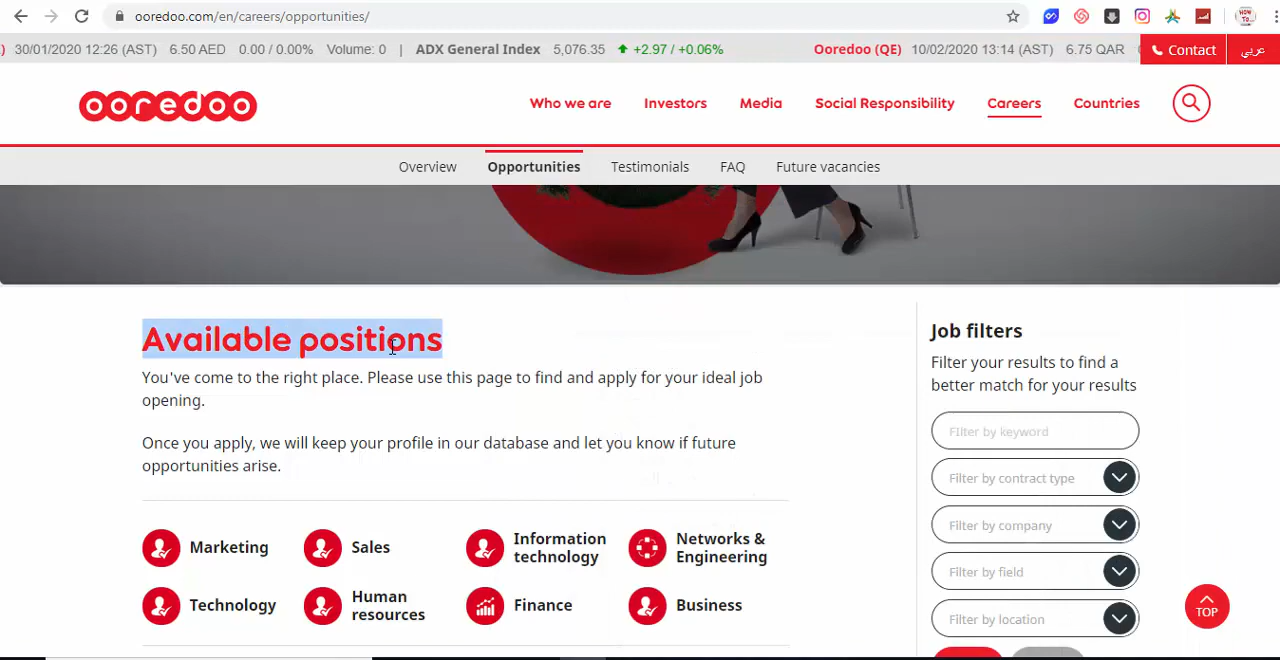 ooredoo.com/en/careers/opportunities/
HOW TO...
) 30/01/2020 12:26 (AST) 6.50 AED 0.00 / 0.00% Volume: 0 | ADX General Index 5,076.35 +2.97 / +0.06% Ooredoo (QE) 10/02/2020 13:14 (AST) 6.75 QAR Contact عربي
ooredoo Who we are Investors Media Social Responsibility Careers Countries
Overview Opportunities Testimonials FAQ Future vacancies
Available positions
You've come to the right place. Please use this page to find and apply for your ideal job
opening.
Once you apply, we will keep your profile in our database and let you know if future
opportunities arise.
Marketing Sales Information technology Networks & Engineering
Technology Human resources Finance Business
Job filters
Filter your results to find a
better match for your results
FIlter by keyword
Filter by contract type
Filter by company
Filter by field
Filter by location
TOP